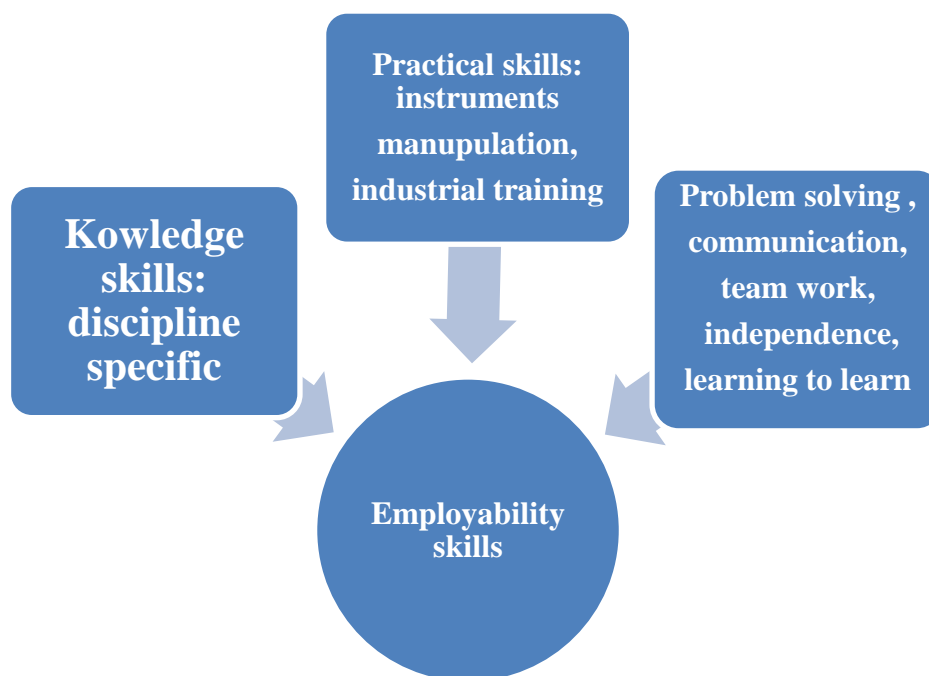 Practical skills:
instruments
manupulation,
industrial training
Kowledge
skills:
discipline
specific
Problem solving ,
communication,
team work,
independence,
learning to learn
Employability
skills